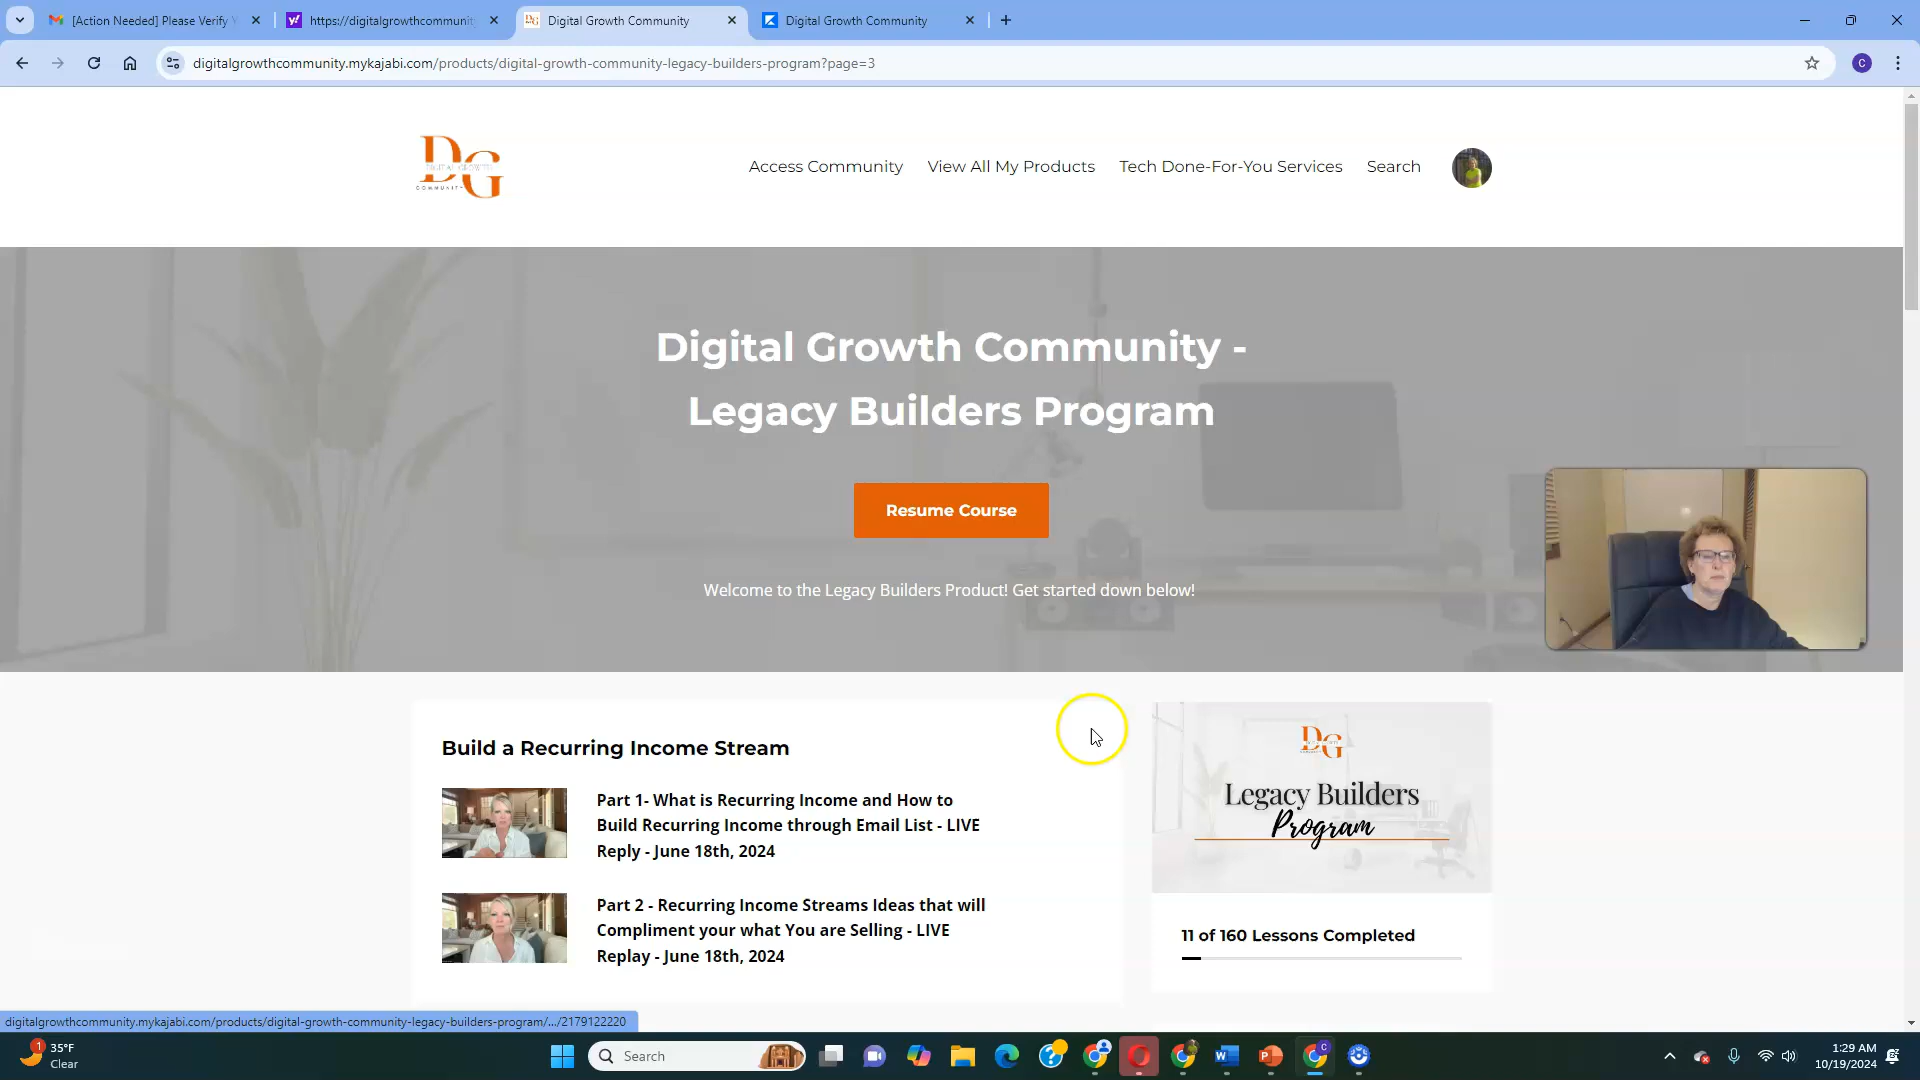 [Action Needed] Please Verify Y
https://digitalgrowthcommunit
Digital Growth Community
Digital Growth Community
digitalgrowthcommunity.mykajabi.com/products/digital-growth-community-legacy-builders-program?page=3
C
DG
COMMUNITY
Access Community
View All My Products
Tech Done-For-You Services
Search
Digital Growth Community -
Legacy Builders Program
Resume Course
Welcome to the Legacy Builders Product! Get started down below!
Build a Recurring Income Stream
Part 1- What is Recurring Income and How to
Build Recurring Income through Email List - LIVE
Reply - June 18th, 2024
Part 2 - Recurring Income Streams Ideas that will
Compliment your what You are Selling - LIVE
Replay - June 18th, 2024
DG
Legacy Builders
Program
11 of 160 Lessons Completed
digitalgrowthcommunity.mykajabi.com/products/digital-growth-community-legacy-builders-program/.../2179122220
1
35°F
Clear
Search
1:29 AM
10/19/2024